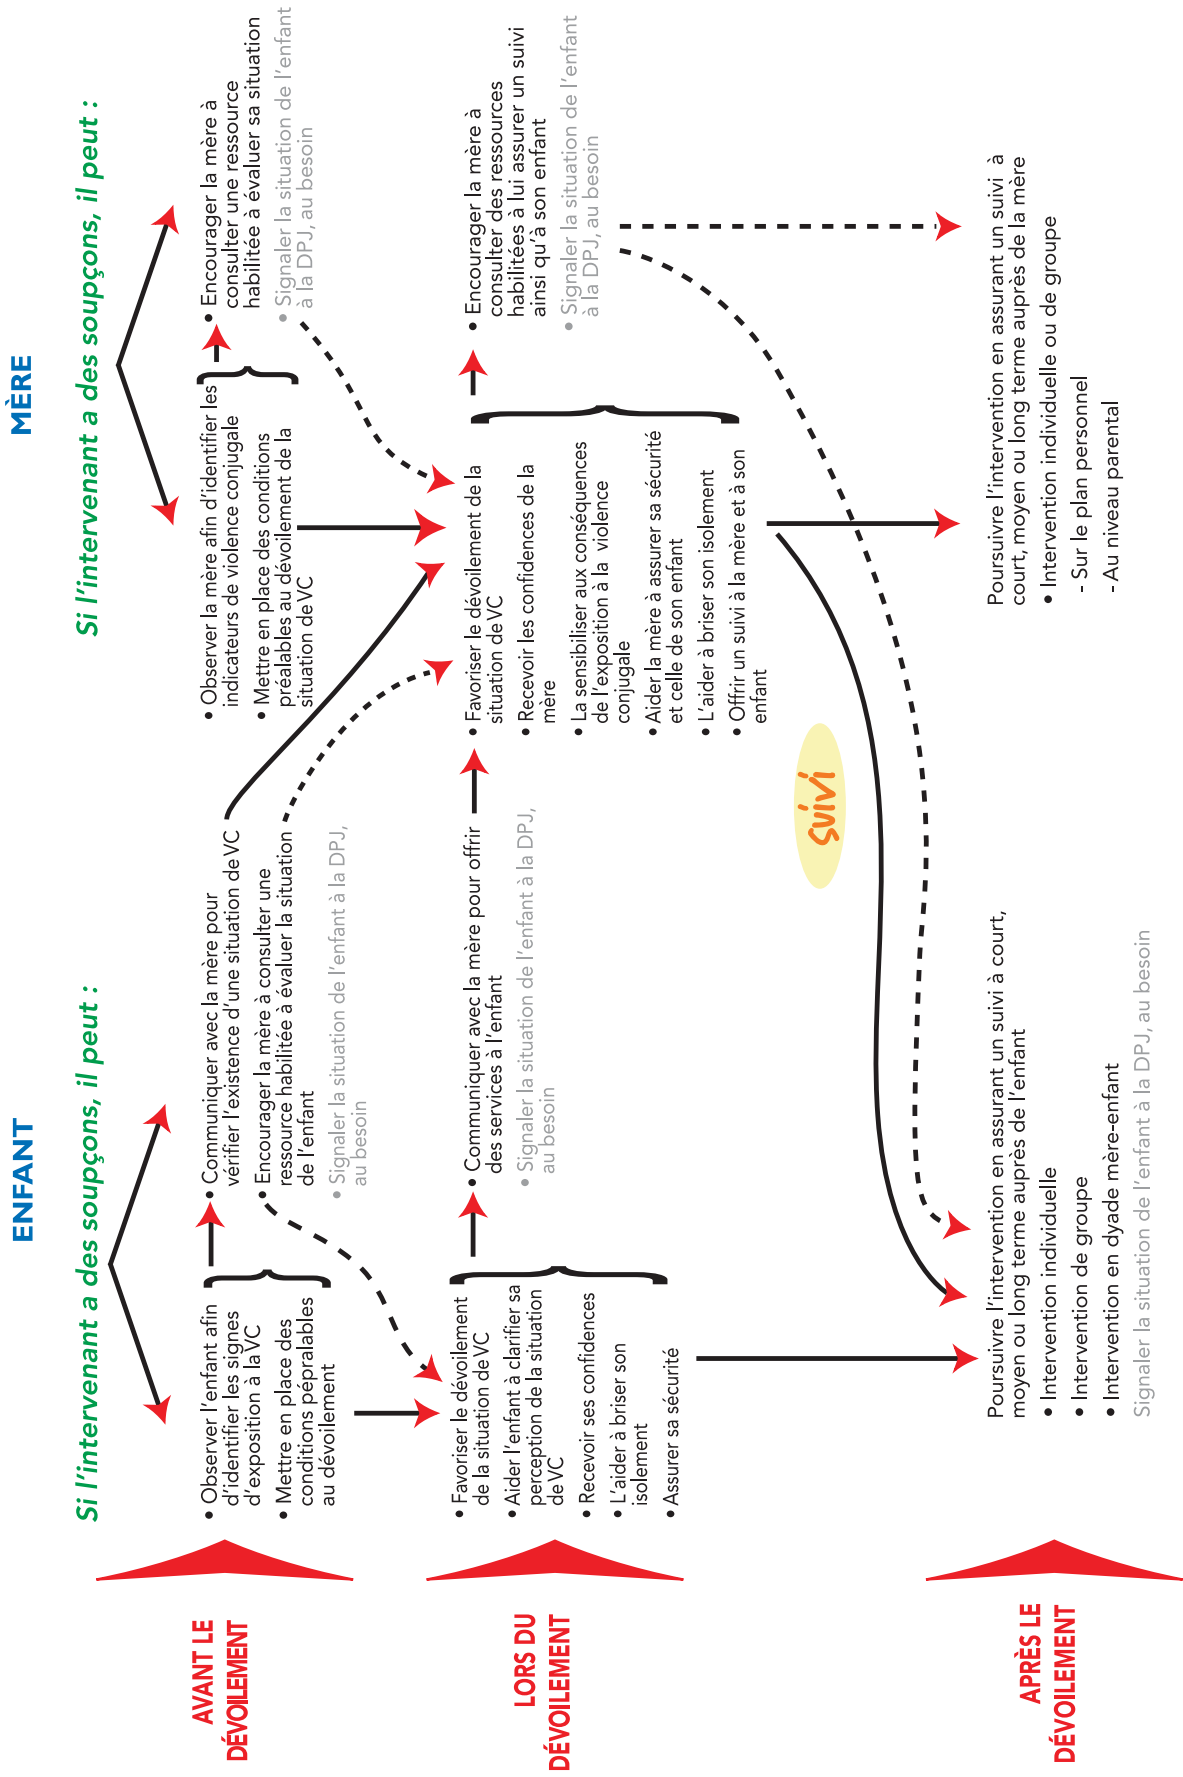 ENFANT
MÈRE
Si l'intervenant a des soupçons, il peut :
Si l'intervenant a des soupçons, il peut :
AVANT LE
DÉVOILEMENT
• Observer l'enfant afin
d'identifier les signes
d'exposition à la VC
• Mettre en place des
conditions pépralables
au dévoilement
• Communiquer avec la mère pour
vérifier l'existence d'une situation de VC
• Encourager la mère à consulter une
ressource habilitée à évaluer la situation
de l'enfant
• Signaler la situation de l'enfant à la DPJ,
au besoin
• Observer la mère afin d'identifier les
indicateurs de violence conjugale
• Mettre en place des conditions
préalables au dévoilement de la
situation de VC
• Encourager la mère à
consulter une ressource
habilitée à évaluer sa situation
• Signaler la situation de l'enfant
à la DPJ, au besoin
LORS DU
DÉVOILEMENT
• Favoriser le dévoilement
de la situation de VC
• Aider l'enfant à clarifier sa
perception de la situation
de VC
• Recevoir ses confidences
• L'aider à briser son
isolement
• Assurer sa sécurité
• Communiquer avec la mère pour offrir
des services à l'enfant
• Signaler la situation de l'enfant à la DPJ,
au besoin
• Favoriser le dévoilement de la
situation de VC
• Recevoir les confidences de la
mère
• La sensibiliser aux conséquences
de l'exposition à la violence
conjugale
• Aider la mère à assurer sa sécurité
et celle de son enfant
• L'aider à briser son isolement
• Offrir un suivi à la mère et à son
enfant
• Encourager la mère à
consulter des ressources
habilitées à lui assurer un suivi
ainsi qu'à son enfant
• Signaler la situation de l'enfant
à la DPJ, au besoin
suivi
APRÈS LE
DÉVOILEMENT
Poursuivre l'intervention en assurant un suivi à court,
moyen ou long terme auprès de l'enfant
• Intervention individuelle
• Intervention de groupe
• Intervention en dyade mère-enfant
Signaler la situation de l'enfant à la DPJ, au besoin
Poursuivre l'intervention en assurant un suivi à
court, moyen ou long terme auprès de la mère
• Intervention individuelle ou de groupe
- Sur le plan personnel
- Au niveau parental